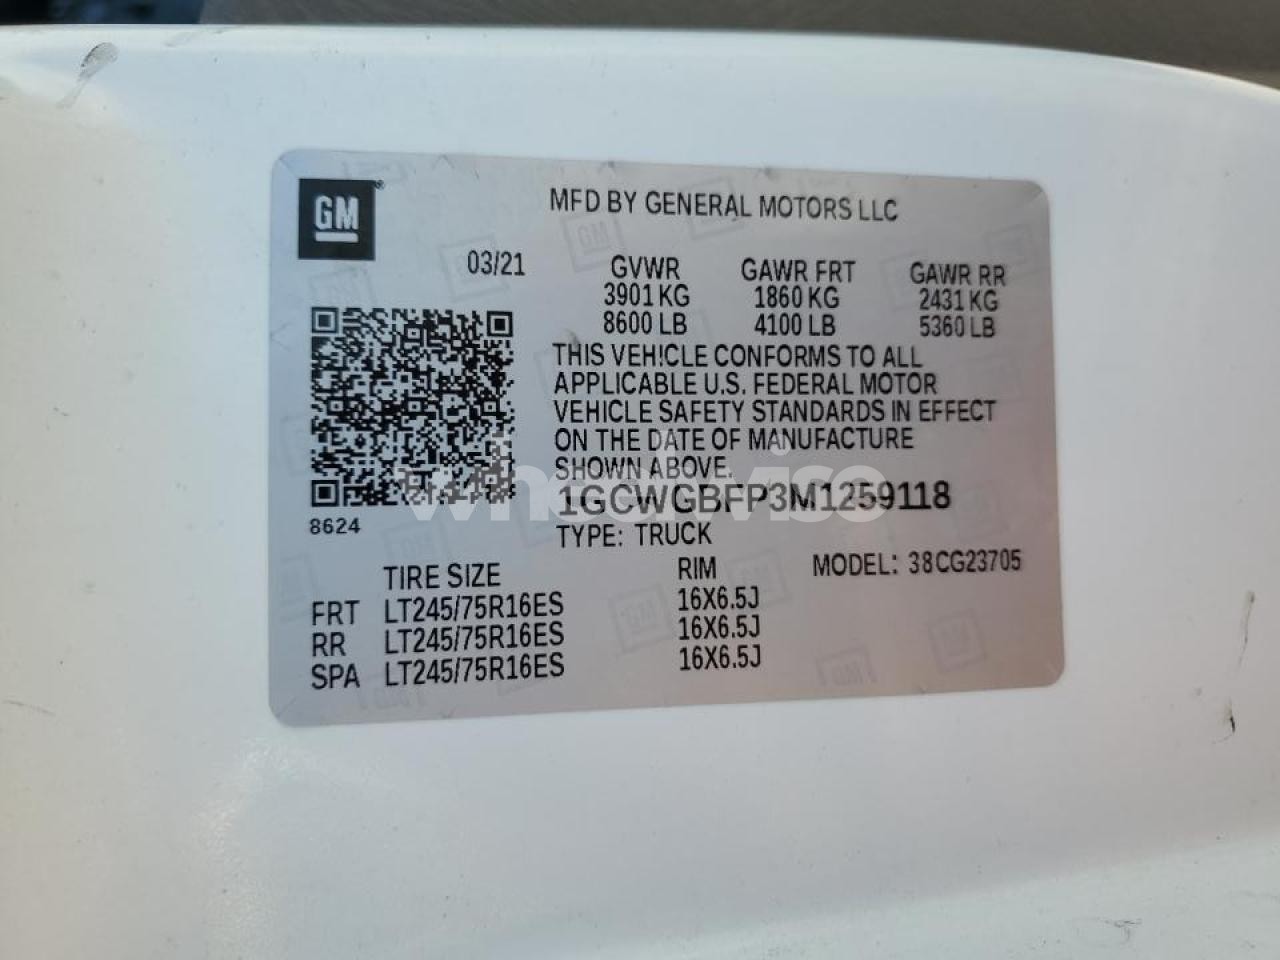 GM
MFD BY GENERAL MOTORS LLC
03/21
GVWR GAWR FRT GAWR RR
3901 KG 1860 KG 2431 KG
8600 LB 4100 LB 5360 LB
THIS VEHICLE CONFORMS TO ALL
APPLICABLE U.S. FEDERAL MOTOR
VEHICLE SAFETY STANDARDS IN EFFECT
ON THE DATE OF MANUFACTURE
SHOWN ABOVE.
wheelwise
1GCWGBFP3M1259118
8624
TYPE: TRUCK
TIRE SIZE RIM MODEL: 38CG23705
FRT LT245/75R16ES 16X6.5J
RR LT245/75R16ES 16X6.5J
SPA LT245/75R16ES 16X6.5J